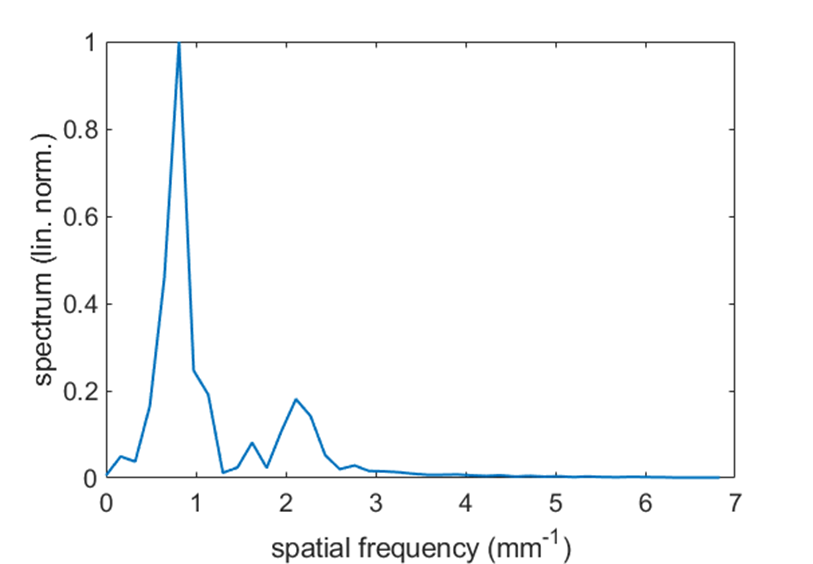 1
0.8
0.6
0.4
0.2
0
0 1 2 3 4 5 6 7
spectrum (lin. norm.)
spatial frequency (mm⁻¹)